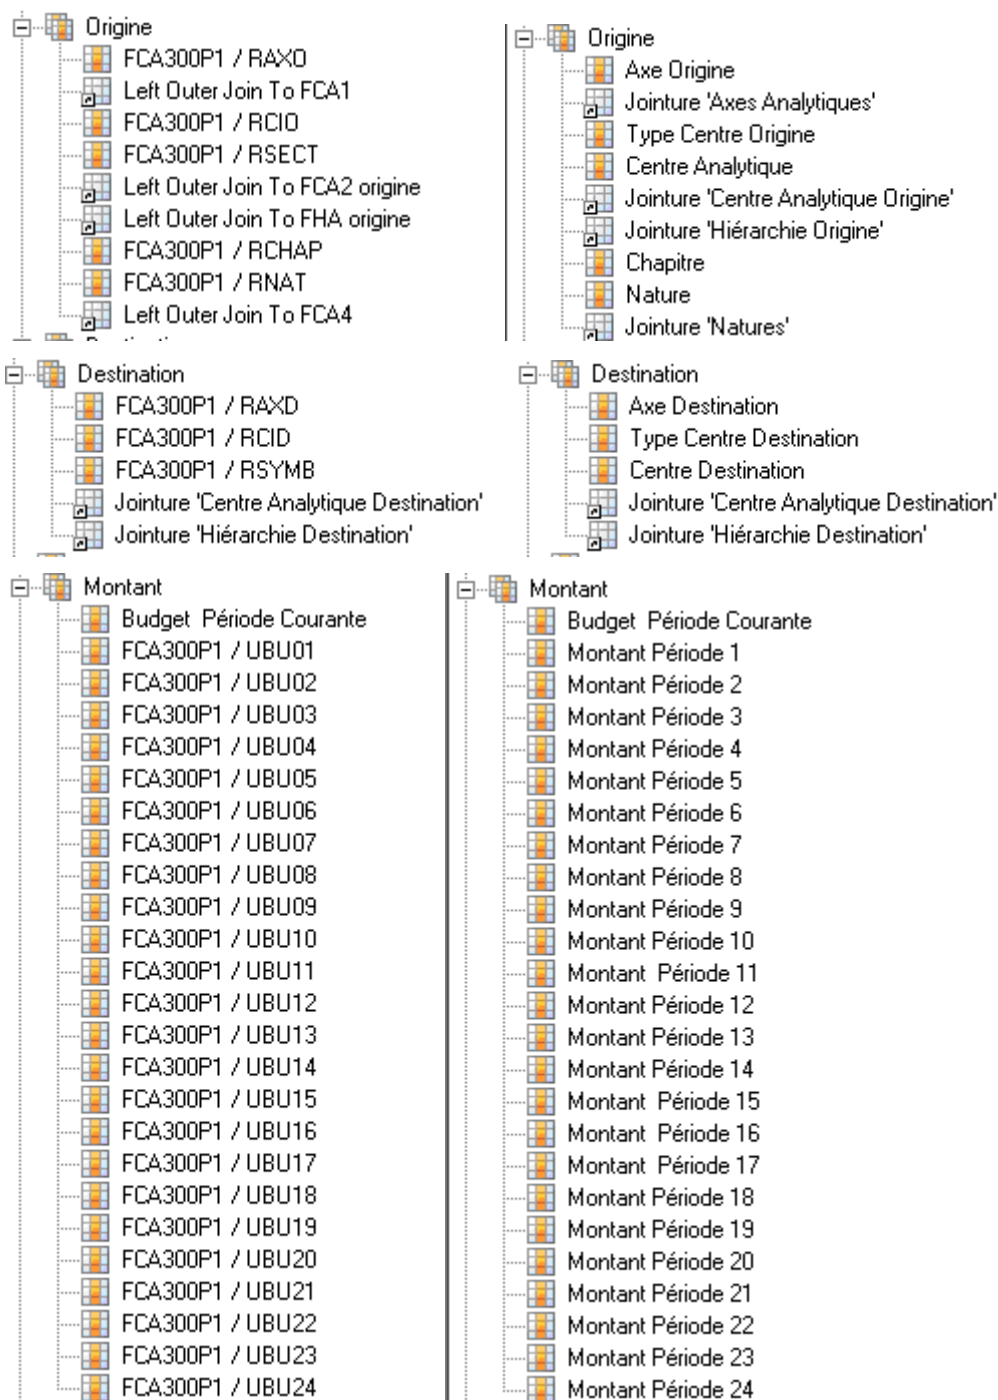 Origine
FCA300P1 / RAXO
Left Outer Join To FCA1
FCA300P1 / RCIO
FCA300P1 / RSECT
Left Outer Join To FCA2 origine
Left Outer Join To FHA origine
FCA300P1 / RCHAP
FCA300P1 / RNAT
Left Outer Join To FCA4
Origine
Axe Origine
Jointure 'Axes Analytiques'
Type Centre Origine
Centre Analytique
Jointure 'Centre Analytique Origine'
Jointure 'Hiérarchie Origine'
Chapitre
Nature
Jointure 'Natures'
Destination
FCA300P1 / RAXD
FCA300P1 / RCID
FCA300P1 / RSYMB
Jointure 'Centre Analytique Destination'
Jointure 'Hiérarchie Destination'
Destination
Axe Destination
Type Centre Destination
Centre Destination
Jointure 'Centre Analytique Destination'
Jointure 'Hiérarchie Destination'
Montant
Budget  Période Courante
FCA300P1 / UBU01
FCA300P1 / UBU02
FCA300P1 / UBU03
FCA300P1 / UBU04
FCA300P1 / UBU05
FCA300P1 / UBU06
FCA300P1 / UBU07
FCA300P1 / UBU08
FCA300P1 / UBU09
FCA300P1 / UBU10
FCA300P1 / UBU11
FCA300P1 / UBU12
FCA300P1 / UBU13
FCA300P1 / UBU14
FCA300P1 / UBU15
FCA300P1 / UBU16
FCA300P1 / UBU17
FCA300P1 / UBU18
FCA300P1 / UBU19
FCA300P1 / UBU20
FCA300P1 / UBU21
FCA300P1 / UBU22
FCA300P1 / UBU23
FCA300P1 / UBU24
Montant
Budget  Période Courante
Montant Période 1
Montant Période 2
Montant Période 3
Montant Période 4
Montant Période 5
Montant Période 6
Montant Période 7
Montant Période 8
Montant Période 9
Montant Période 10
Montant  Période 11
Montant Période 12
Montant Période 13
Montant Période 14
Montant  Période 15
Montant  Période 16
Montant  Période 17
Montant Période 18
Montant Période 19
Montant Période 20
Montant Période 21
Montant Période 22
Montant Période 23
Montant Période 24